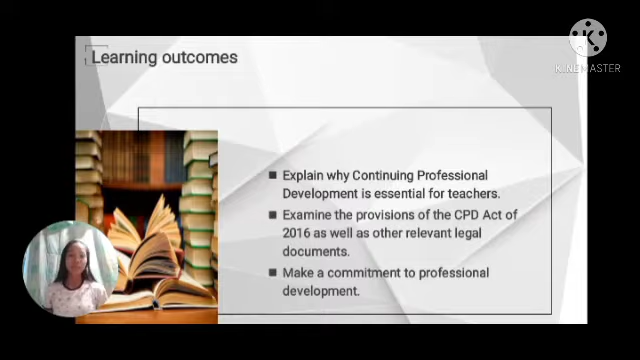 Learning outcomes
KINEMASTER
■ Explain why Continuing Professional
Development is essential for teachers.
■ Examine the provisions of the CPD Act of
2016 as well as other relevant legal
documents.
■ Make a commitment to professional
development.